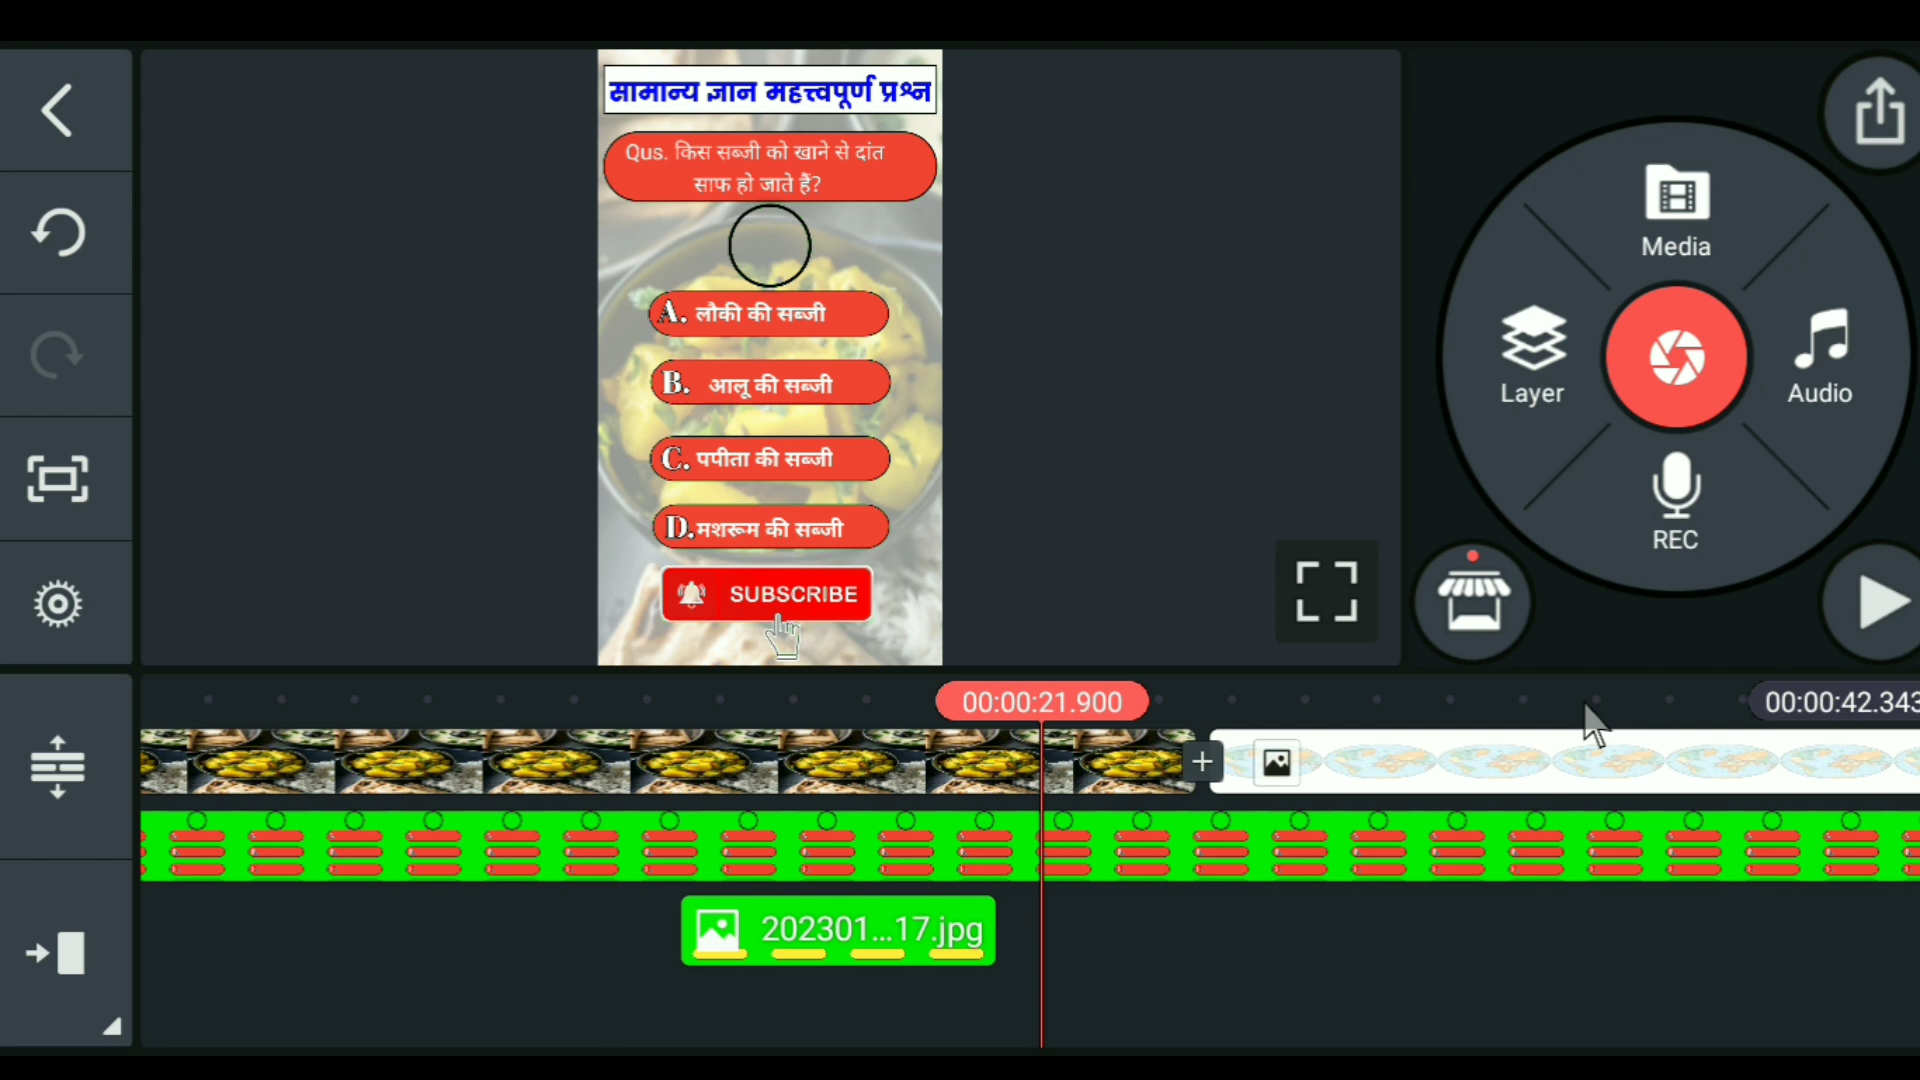 सामान्य ज्ञान महत्त्वपूर्ण प्रश्न
Qus. किस सब्जी को खाने से दांत
साफ हो जाते हैं?
A. लौकी की सब्जी
B. आलू की सब्जी
C. पपीता की सब्जी
D. मशरूम की सब्जी
SUBSCRIBE
Media
Layer
Audio
REC
00:00:21.900
00:00:42.343
202301...17.jpg